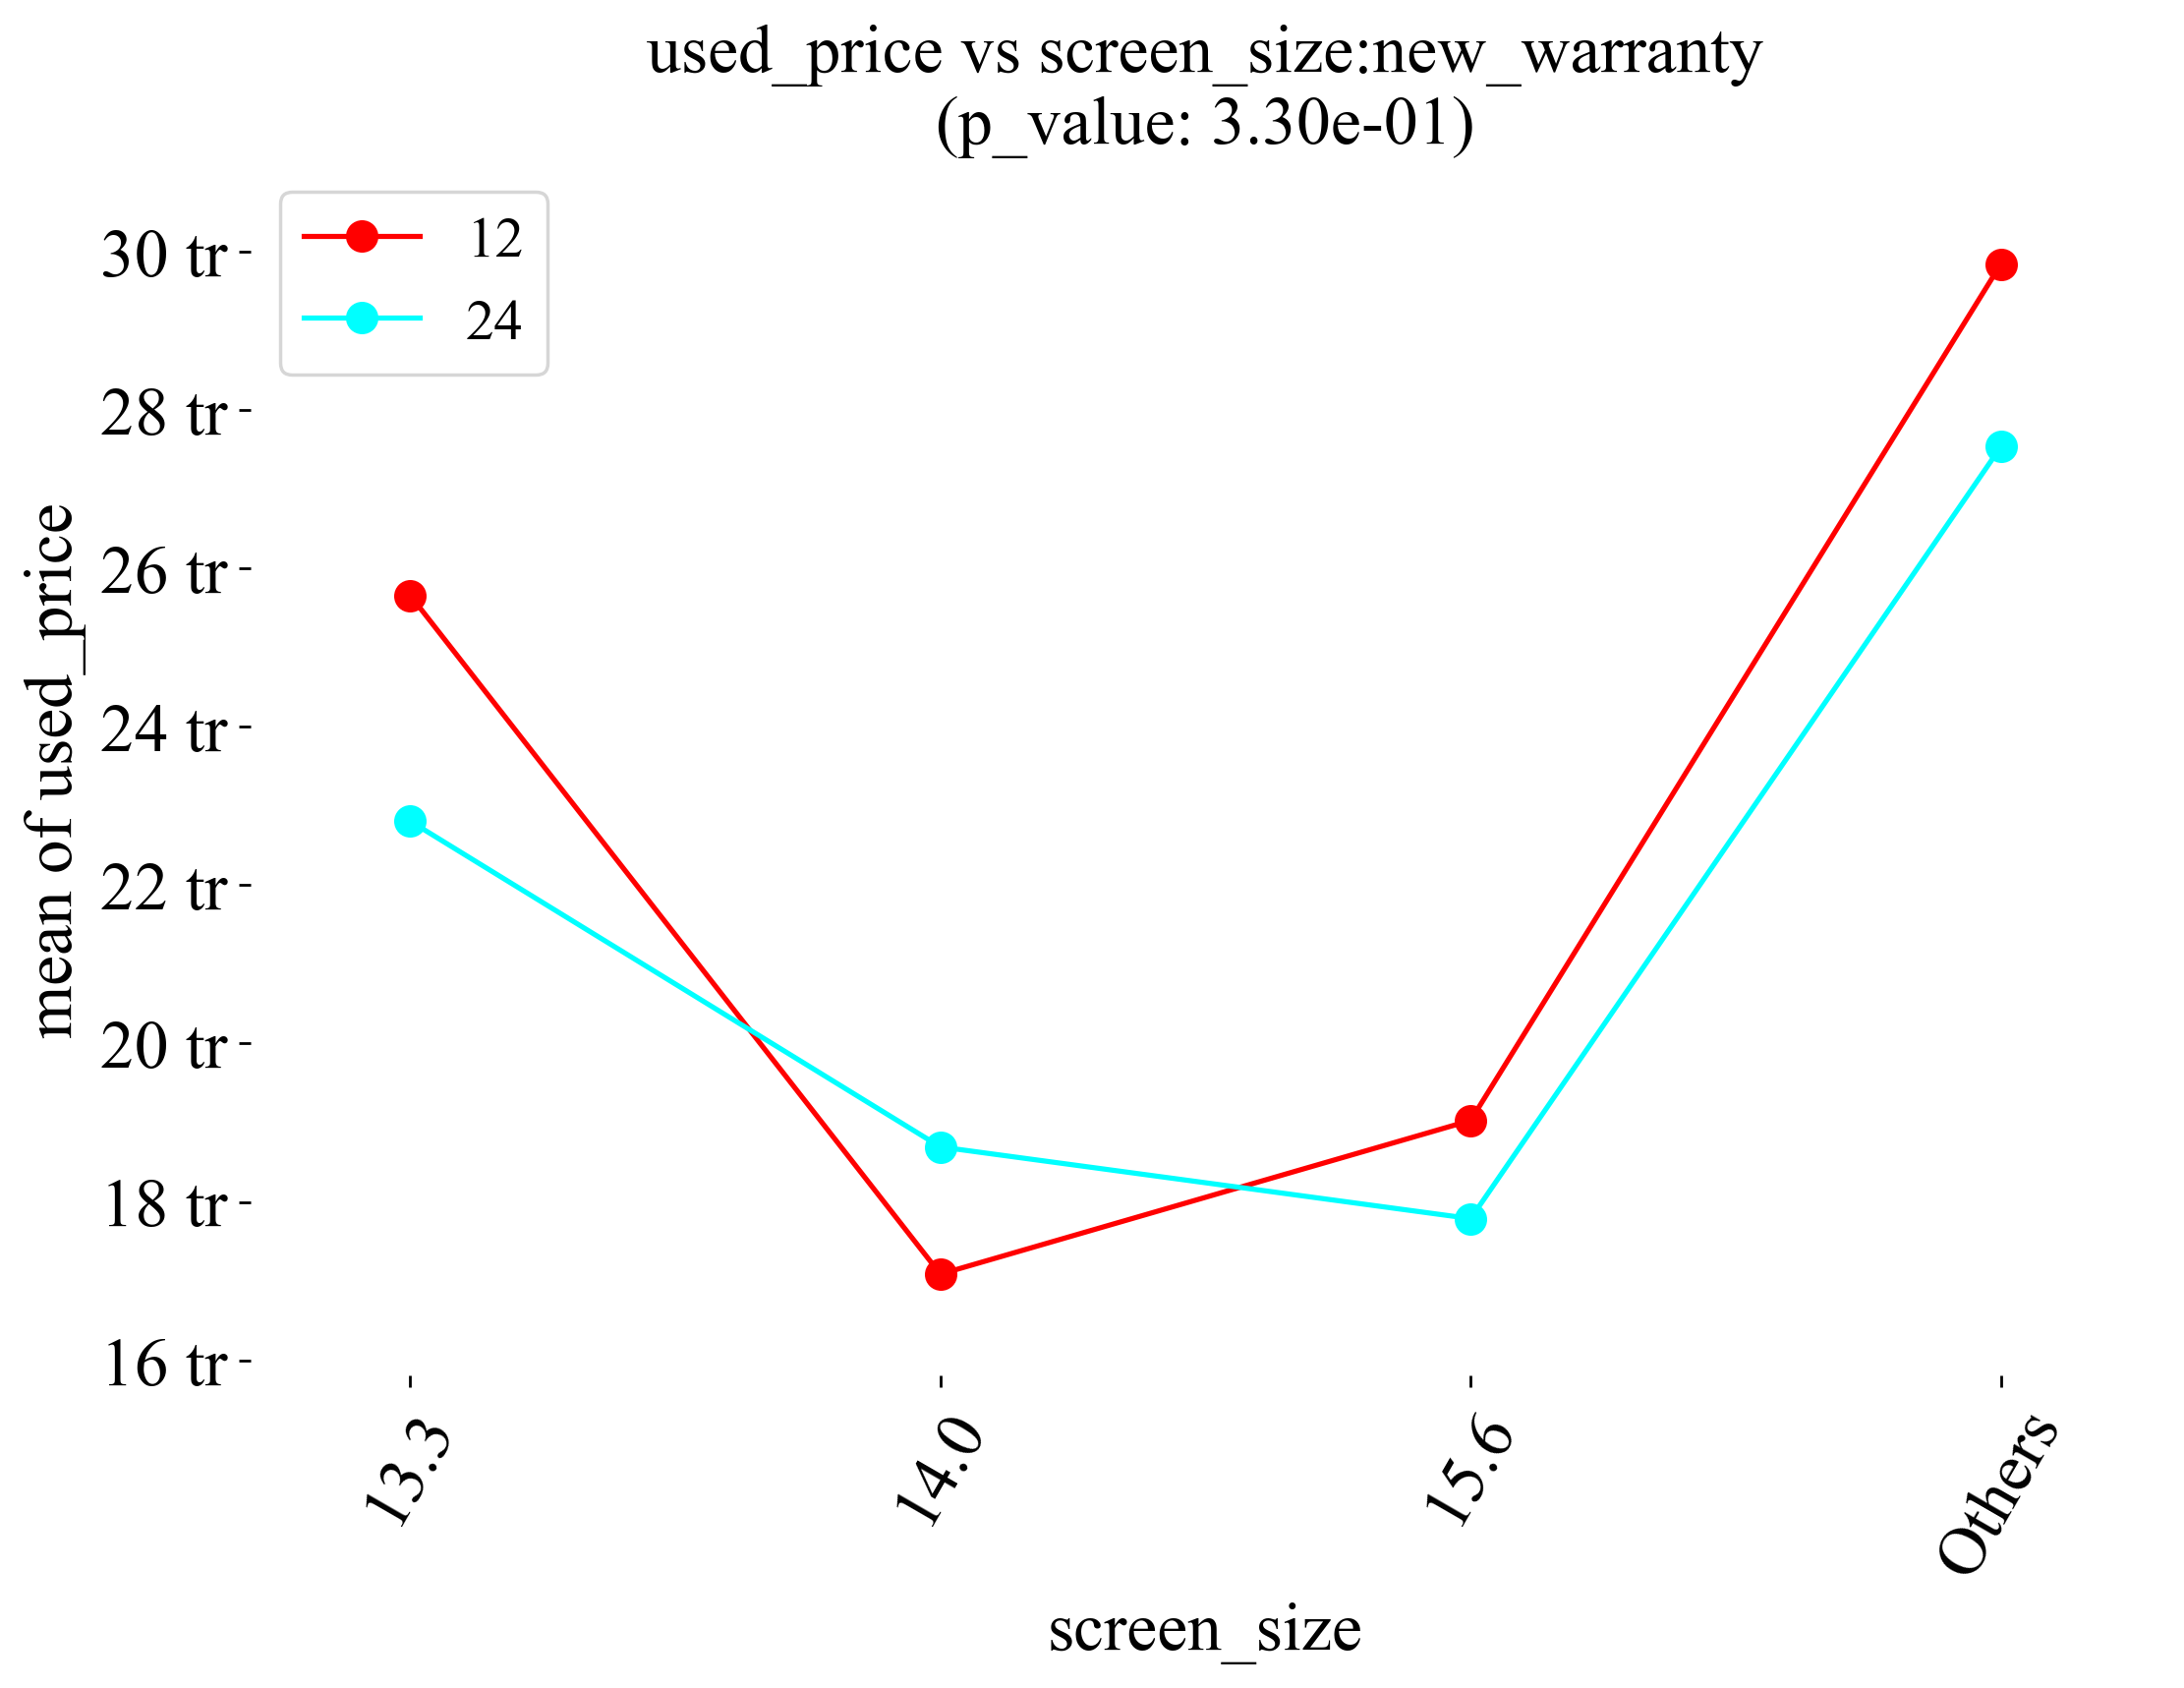 used_price vs screen_size:new_warranty
(p_value: 3.30e-01)
12
24
30 tr
28 tr
26 tr
24 tr
22 tr
20 tr
18 tr
16 tr
mean of used_price
13.3
14.0
15.6
Others
screen_size